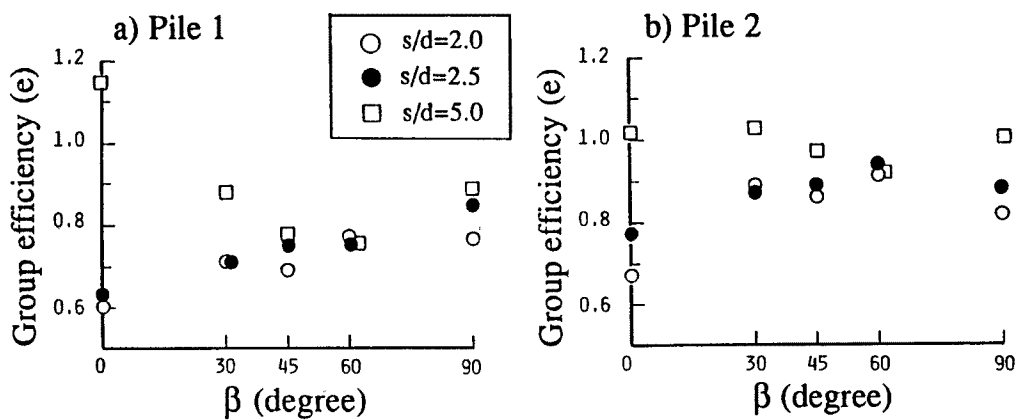 a) Pile 1
s/d=2.0
s/d=2.5
s/d=5.0
Group efficiency (e)
1.2
1.0
0.8
0.6
0 30 45 60 90
β (degree)
b) Pile 2
Group efficiency (e)
1.2
1.0
0.8
0.6
0 30 45 60 90
β (degree)